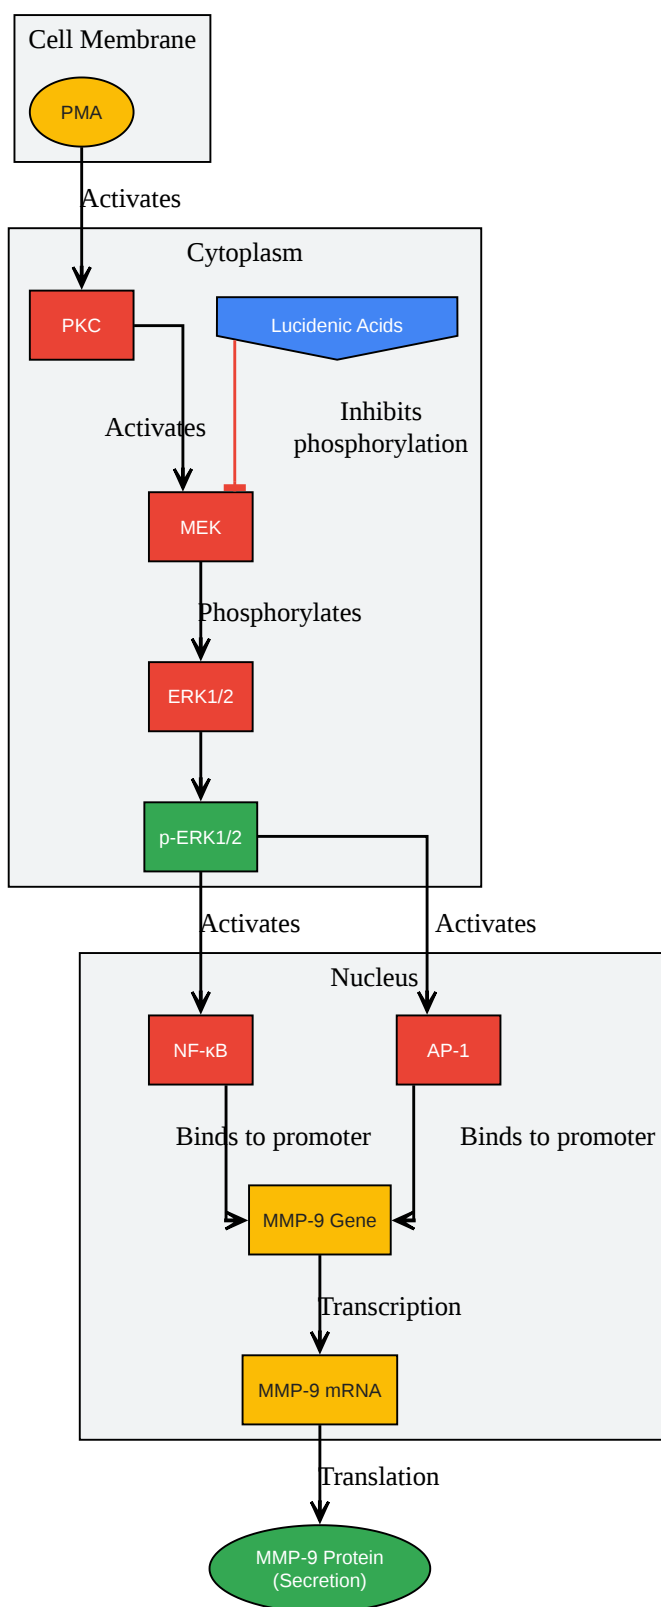 Cell Membrane
PMA
Activates
Cytoplasm
PKC
Lucidenic Acids
Inhibits
phosphorylation
Activates
MEK
Phosphorylates
ERK1/2
p-ERK1/2
Activates
Activates
Nucleus
NF-κB
AP-1
Binds to promoter
Binds to promoter
MMP-9 Gene
Transcription
MMP-9 mRNA
Translation
MMP-9 Protein
(Secretion)